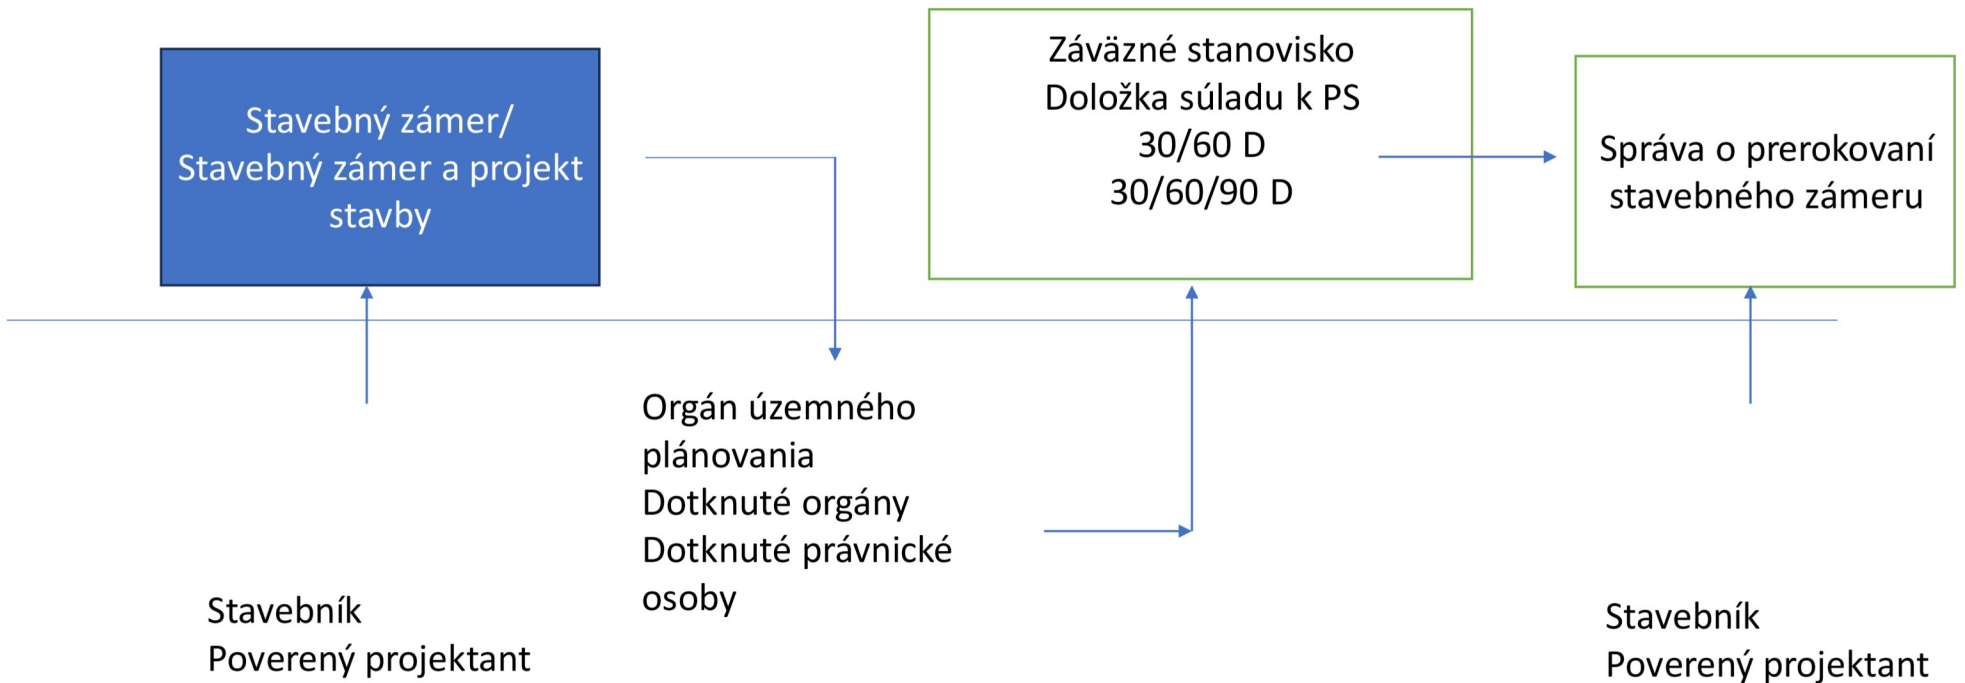 Stavebný zámer/
Stavebný zámer a projekt
stavby
Záväzné stanovisko
Doložka súladu k PS
30/60 D
30/60/90 D
Správa o prerokovaní
stavebného zámeru
Orgán územného
plánovania
Dotknuté orgány
Dotknuté právnické
osoby
Stavebník
Poverený projektant
Stavebník
Poverený projektant